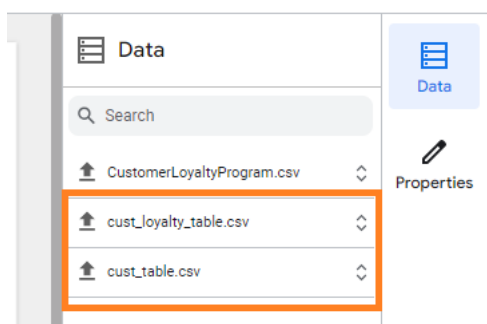 Data
Search
CustomerLoyaltyProgram.csv
cust_loyalty_table.csv
cust_table.csv
Data
Properties